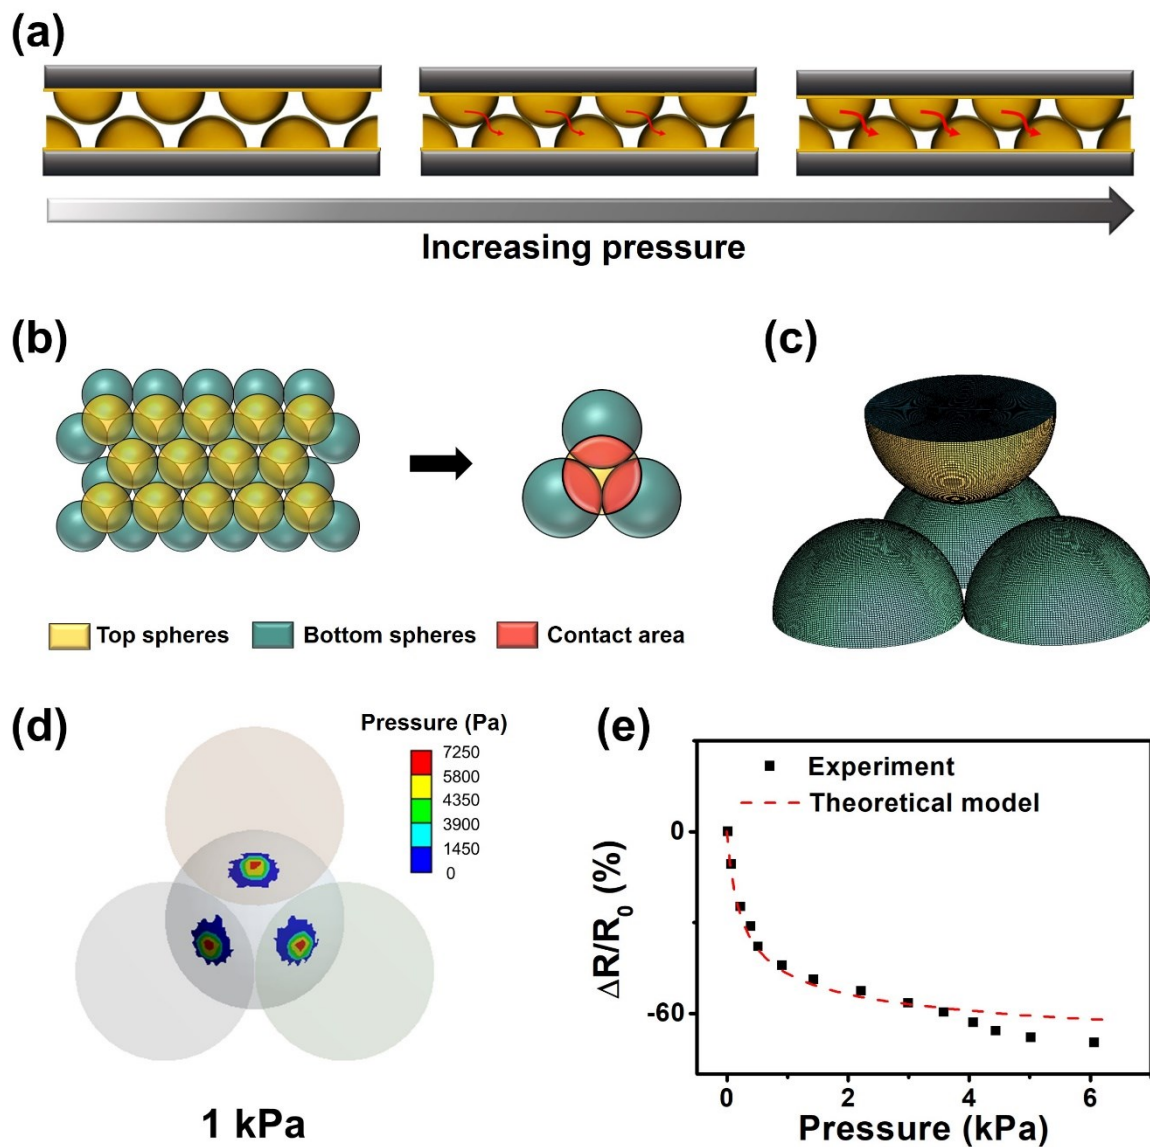 (a)
Increasing pressure
(b)
(c)
Top spheres
Bottom spheres
Contact area
(d)
Pressure (Pa)
7250
5800
4350
3900
1450
0
1 kPa
(e)
Experiment
Theoretical model
ΔR/R₀ (%)
0
-60
0
2
4
6
Pressure (kPa)